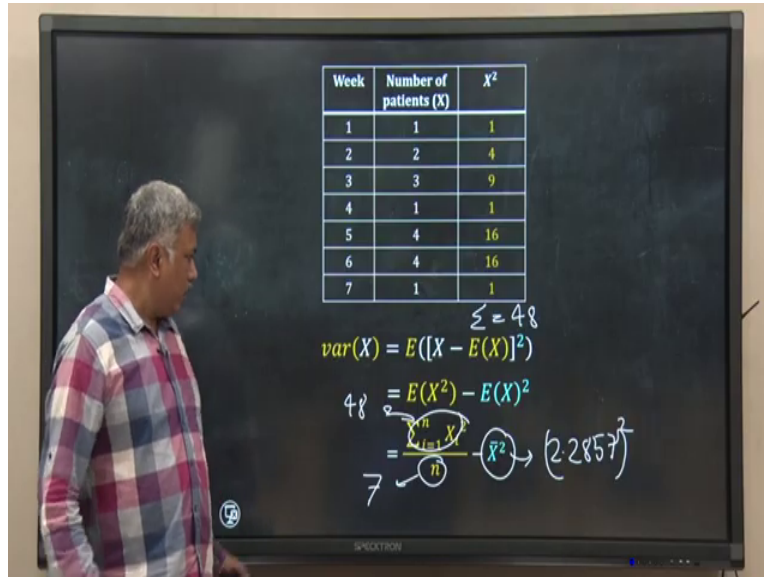 Week Number of patients (X) X²
1 1 1
2 2 4
3 3 9
4 1 1
5 4 16
6 4 16
7 1 1
Σ = 48
var(X) = E([X − E(X)]²)
= E(X²) − E(X)²
48
= Σⁿᵢ₌₁ Xᵢ² / n − X̄² → (2.2857)²
7
SPECKTRON